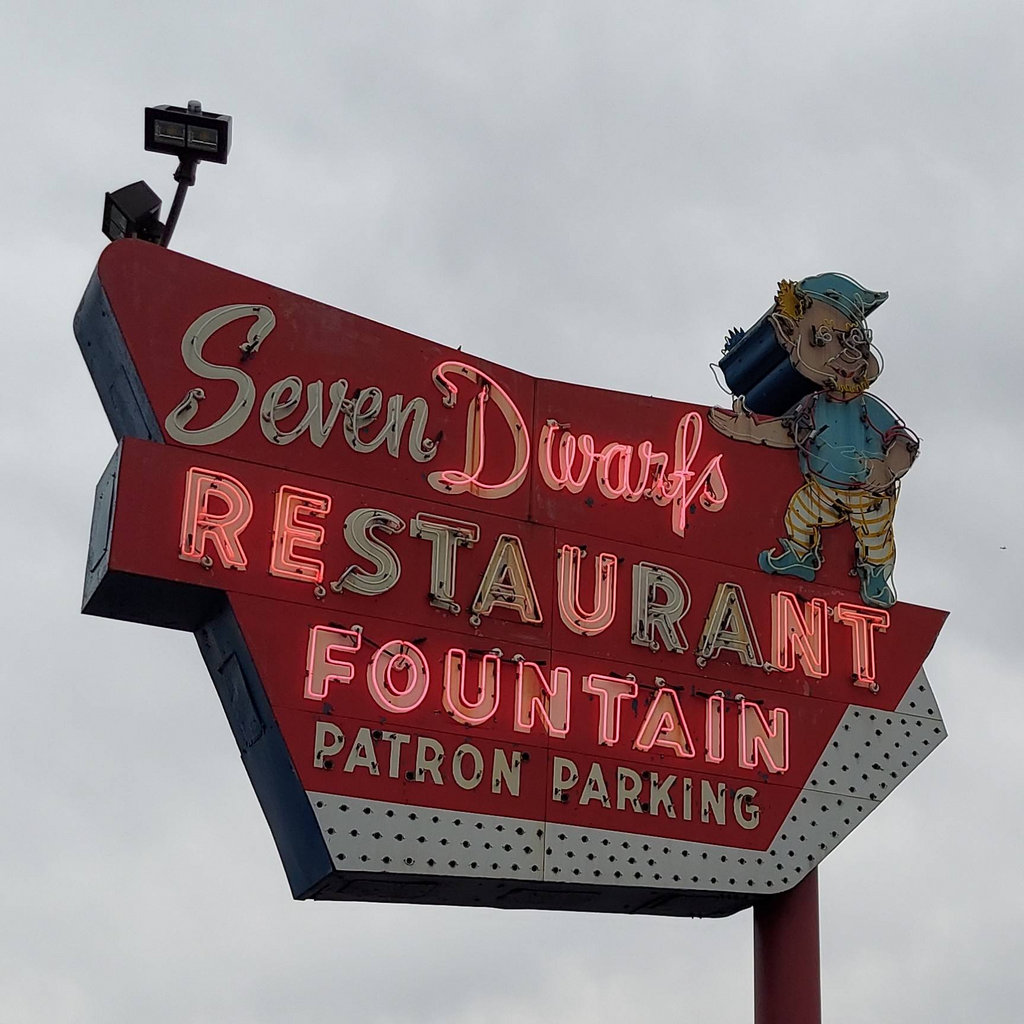 Seven Dwarfs
RESTAURANT
FOUNTAIN
PATRON PARKING